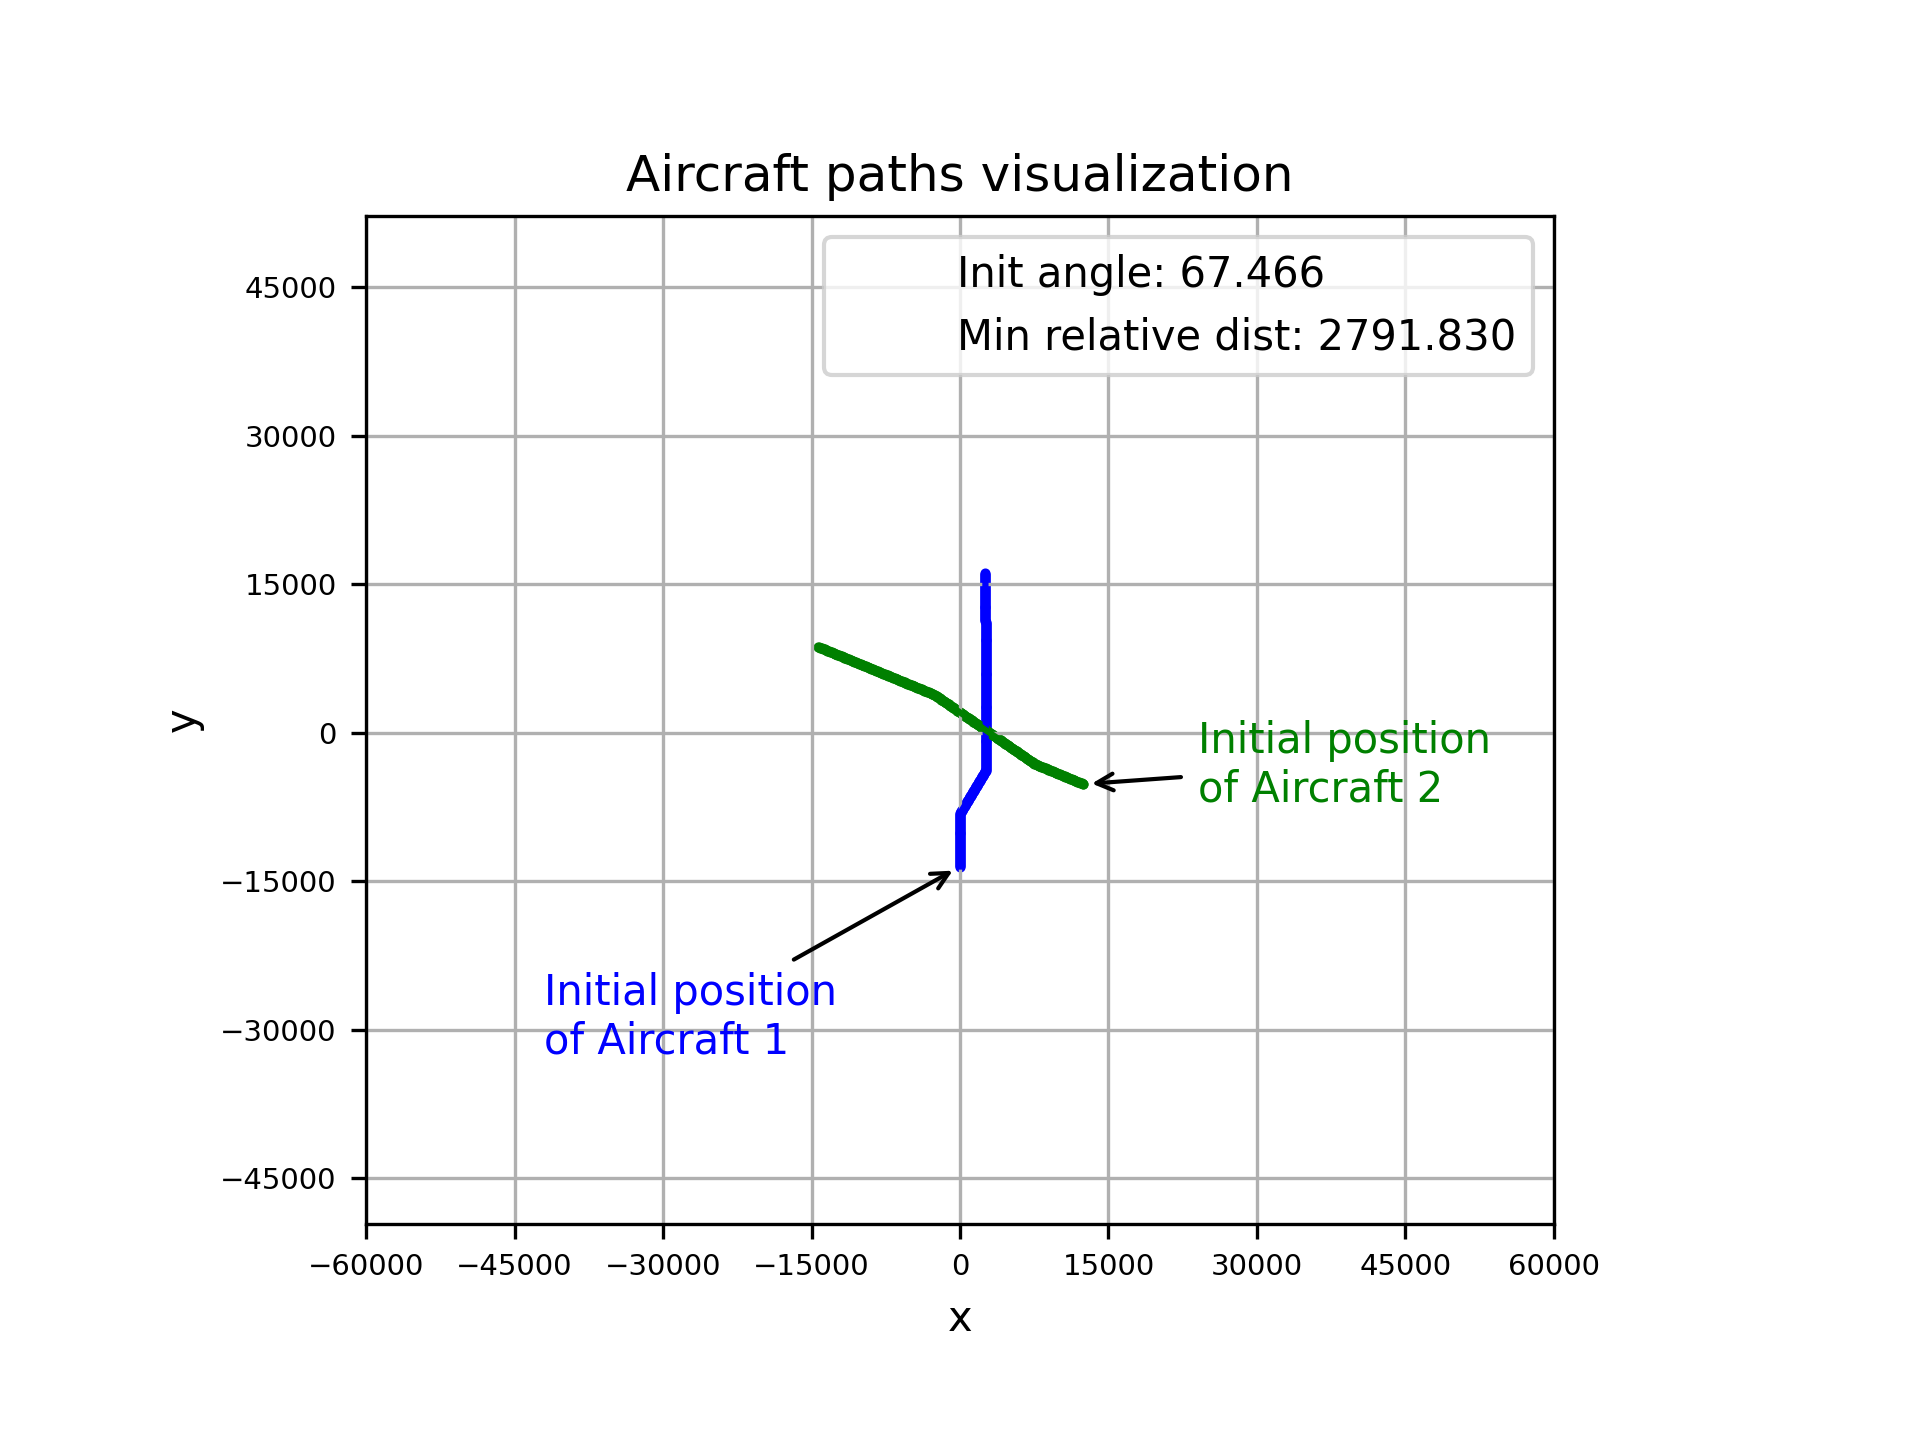 Aircraft paths visualization
Init angle: 67.466
Min relative dist: 2791.830
45000
30000
15000
0
−15000
−30000
−45000
y
Initial position
of Aircraft 2
Initial position
of Aircraft 1
−60000 −45000 −30000 −15000 0 15000 30000 45000 60000
x